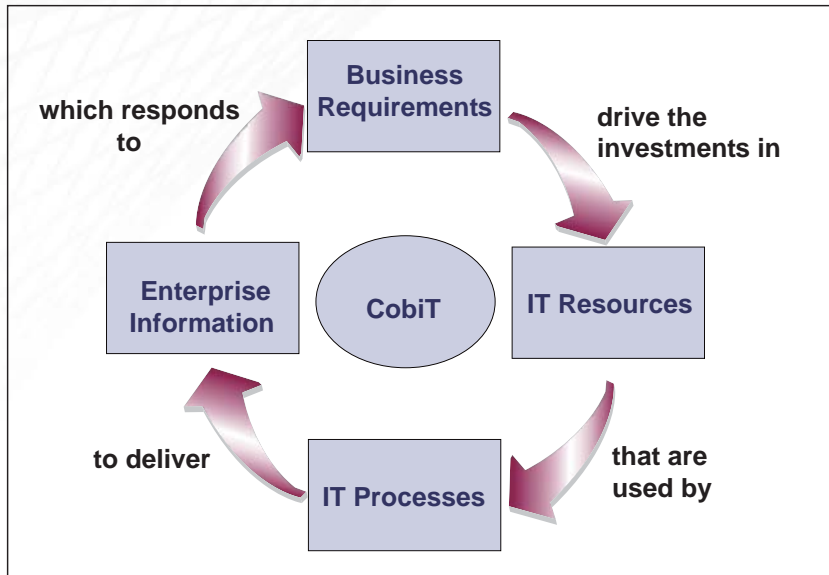 Business
Requirements
which responds
to
drive the
investments in
Enterprise
Information
CobiT
IT Resources
to deliver
IT Processes
that are
used by